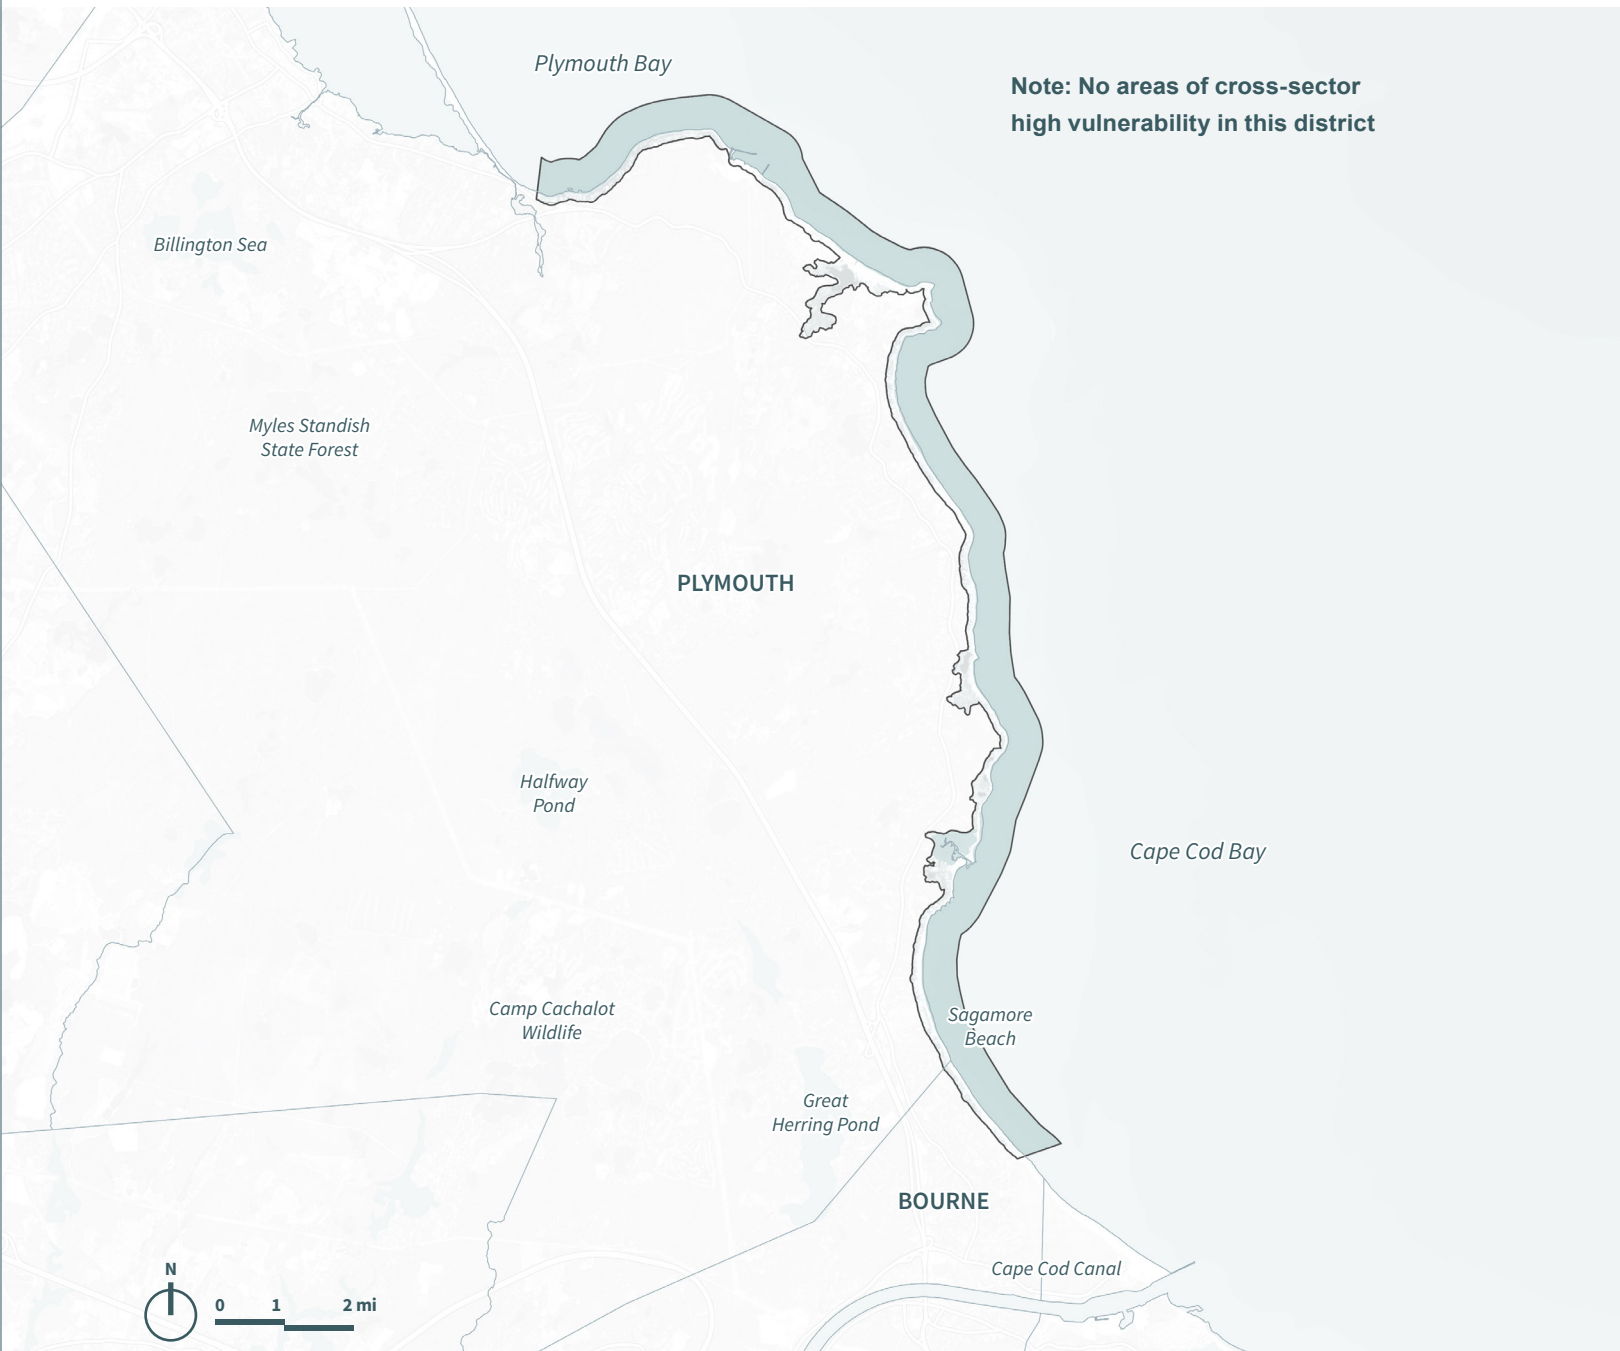 Plymouth Bay
Note: No areas of cross-sector
high vulnerability in this district
Billington Sea
Myles Standish
State Forest
PLYMOUTH
Halfway
Pond
Cape Cod Bay
Camp Cachalot
Wildlife
Sagamore
Beach
Great
Herring Pond
BOURNE
Cape Cod Canal
N
0 1 2 mi